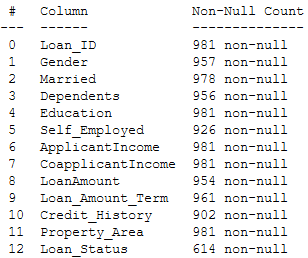 #   Column             Non-Null Count
---  ------             --------------
0   Loan_ID            981 non-null
1   Gender             957 non-null
2   Married            978 non-null
3   Dependents         956 non-null
4   Education          981 non-null
5   Self_Employed      926 non-null
6   ApplicantIncome    981 non-null
7   CoapplicantIncome  981 non-null
8   LoanAmount         954 non-null
9   Loan_Amount_Term   961 non-null
10  Credit_History     902 non-null
11  Property_Area      981 non-null
12  Loan_Status        614 non-null